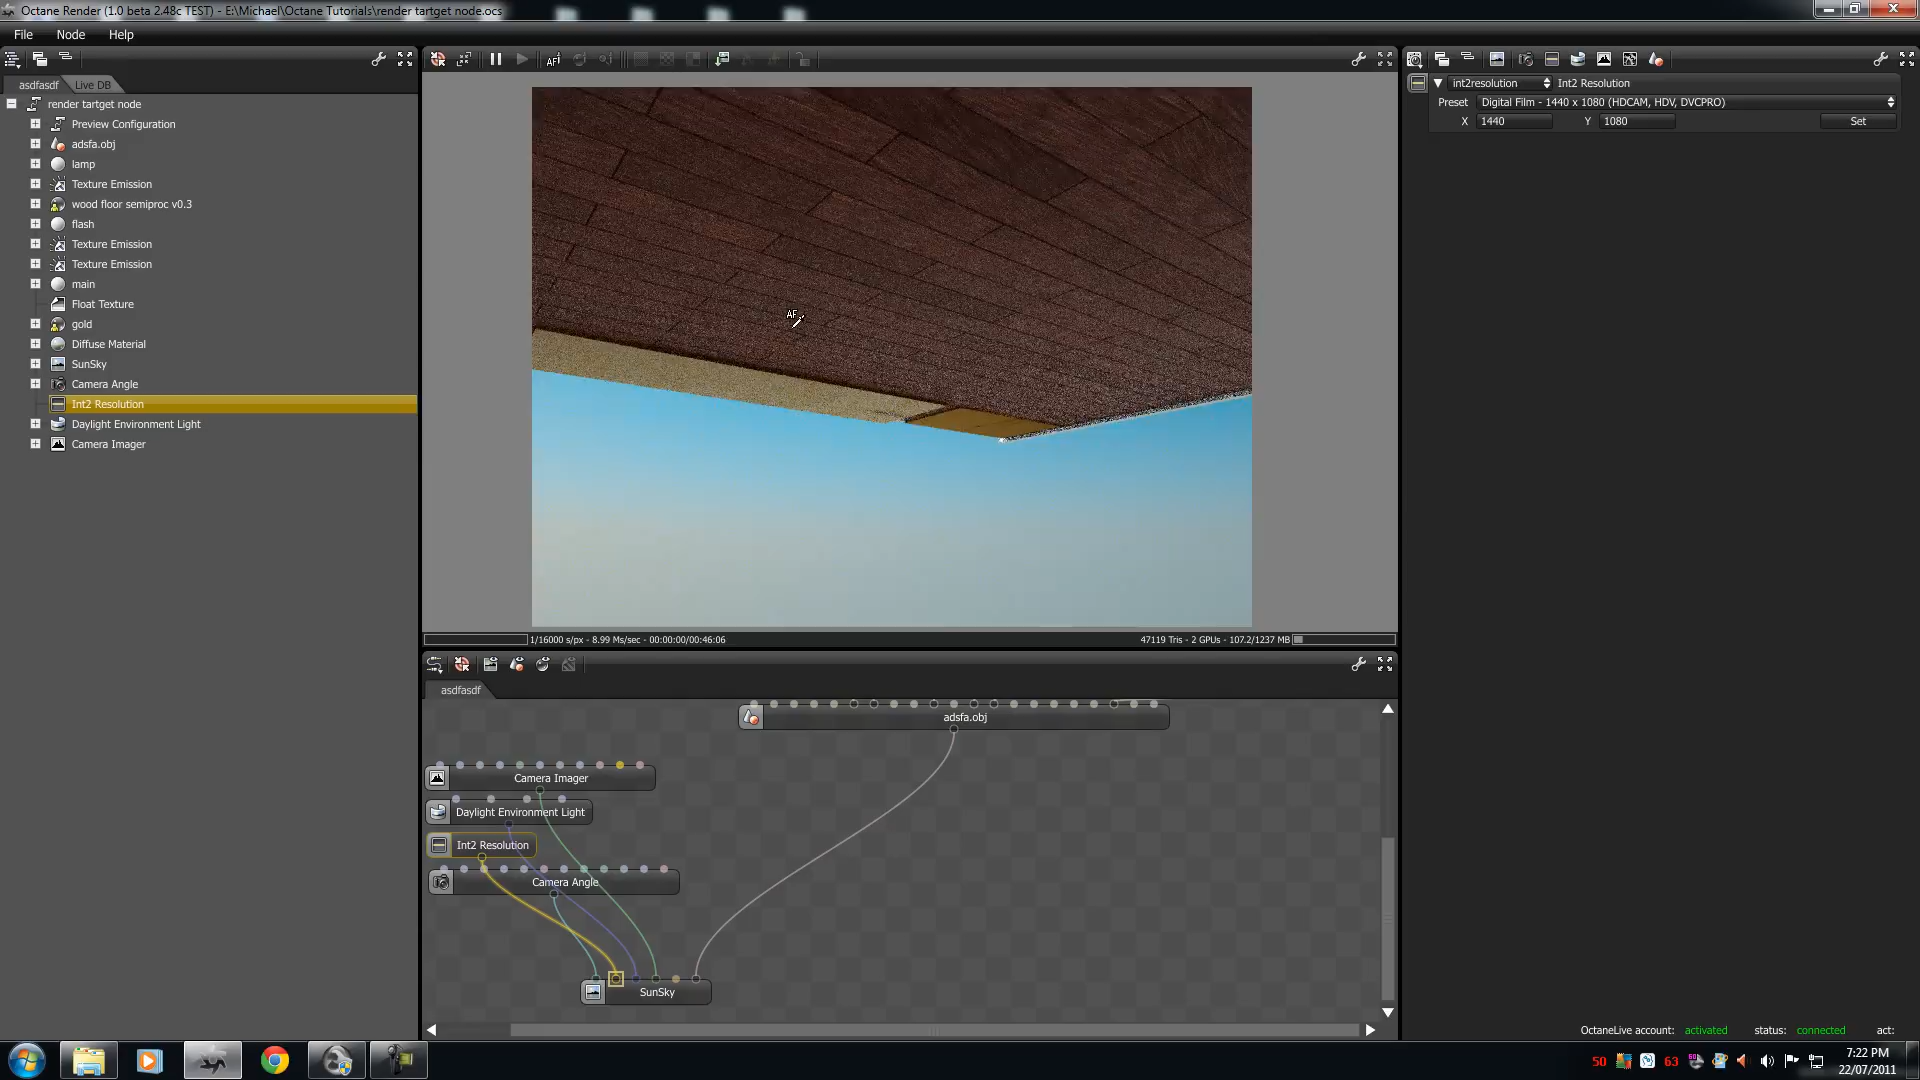 Octane Render (1.0 beta 2.48c TEST) - E:\Michael\Octane Tutorials\render tartget node.ocs
File Node Help
asdfasdf Live DB
render tartget node
Preview Configuration
adsfa.obj
lamp
Texture Emission
wood floor semiproc v0.3
flash
Texture Emission
Texture Emission
main
Float Texture
gold
Diffuse Material
SunSky
Camera Angle
Int2 Resolution
Daylight Environment Light
Camera Imager
AF
AF
1/16000 s/px - 8.99 Ms/sec - 00:00:00/00:46:06
47119 Tris - 2 GPUs - 107.2/1237 MB
asdfasdf
adsfa.obj
Camera Imager
Daylight Environment Light
Int2 Resolution
Camera Angle
SunSky
int2resolution Int2 Resolution
Preset Digital Film - 1440 x 1080 (HDCAM, HDV, DVCPRO)
X 1440 Y 1080 Set
OctaneLive account: activated status: connected act:
50 63
7:22 PM
22/07/2011